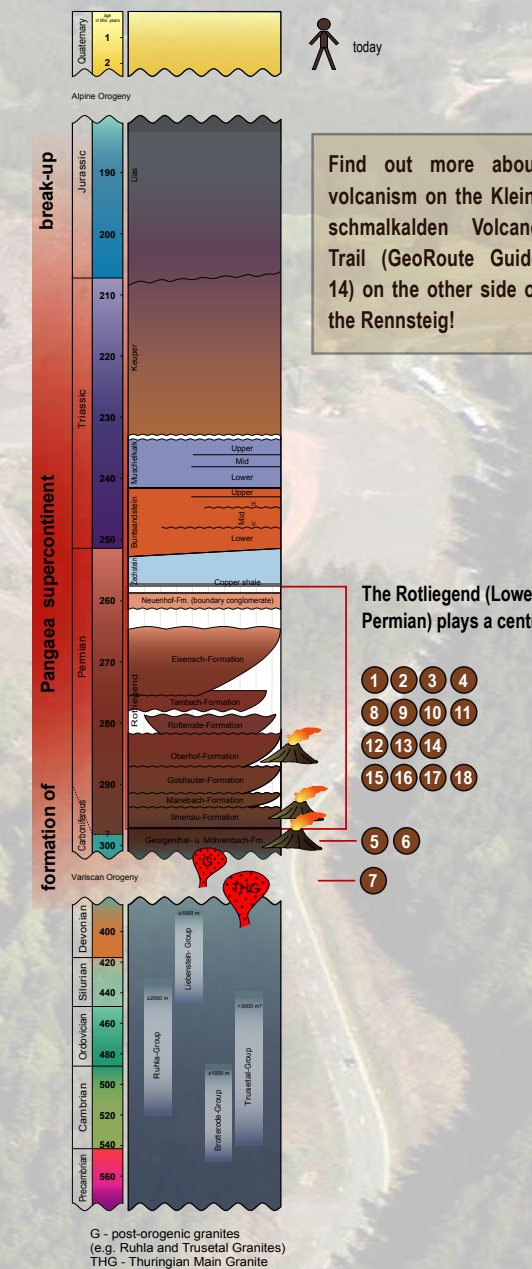 Quaternary
age
in Mio. years
1
2
today
Alpine Orogeny
break-up
Pangaea supercontinent
formation of
Jurassic
190
200
Lias
Find out more abou
volcanism on the Klein
schmalkalden Volcano
Trail (GeoRoute Guid
14) on the other side o
the Rennsteig!
Triassic
210
220
230
240
250
Keuper
Muschelkalk
Upper
Mid
Lower
Buntsandstein
Upper
H
Mid
V
Lower
Zechstein
Copper shale
Permian
260
270
280
290
Neuenhof-Fm. (boundary conglomerate)
Rotliegend
Eisenach-Formation
Tambach-Formation
Rotterode-Formation
Oberhof-Formation
Goldlauter-Formation
Manebach-Formation
Ilmenau-Formation
The Rotliegend (Lowe
Permian) plays a centr
1 2 3 4
8 9 10 11
12 13 14
15 16 17 18
Carboniferous
?
300
Georgenthal- u. Möhrenbach-Fm.
5 6
G
THG
7
Variscan Orogeny
Devonian
400
Silurian
420
440
Ordovician
460
480
Cambrian
500
520
540
Precambrian
560
±1000 m
Liebenstein- Group
±2000 m
Ruhla-Group
>3000 m?
Trusetal-Group
±1000 m
Brotterode-Group
G - post-orogenic granites
(e.g. Ruhla and Trusetal Granites)
THG - Thuringian Main Granite